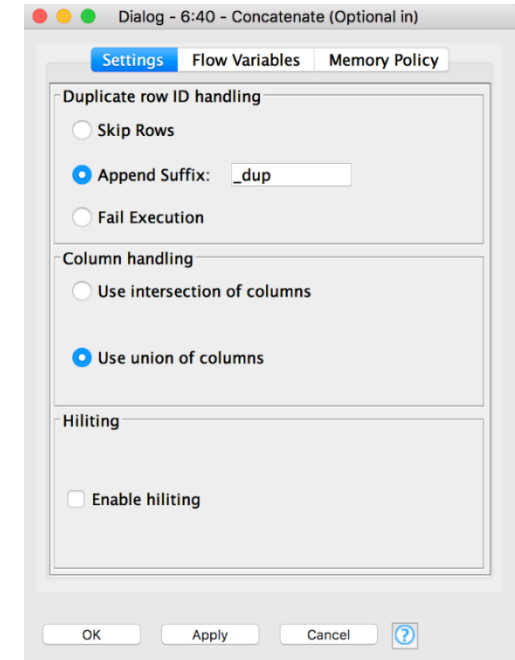 Dialog - 6:40 - Concatenate (Optional in)
Settings Flow Variables Memory Policy
Duplicate row ID handling
Skip Rows
Append Suffix: _dup
Fail Execution
Column handling
Use intersection of columns
Use union of columns
Hiliting
Enable hiliting
OK Apply Cancel ?